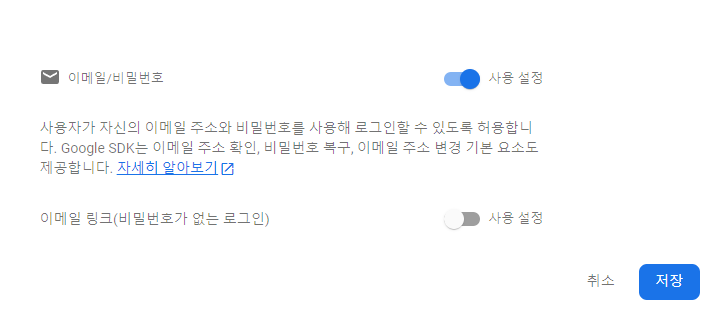 이메일/비밀번호
사용 설정
사용자가 자신의 이메일 주소와 비밀번호를 사용해 로그인할 수 있도록 허용합니
다. Google SDK는 이메일 주소 확인, 비밀번호 복구, 이메일 주소 변경 기본 요소도
제공합니다. 자세히 알아보기
이메일 링크(비밀번호가 없는 로그인)
사용 설정
취소
저장